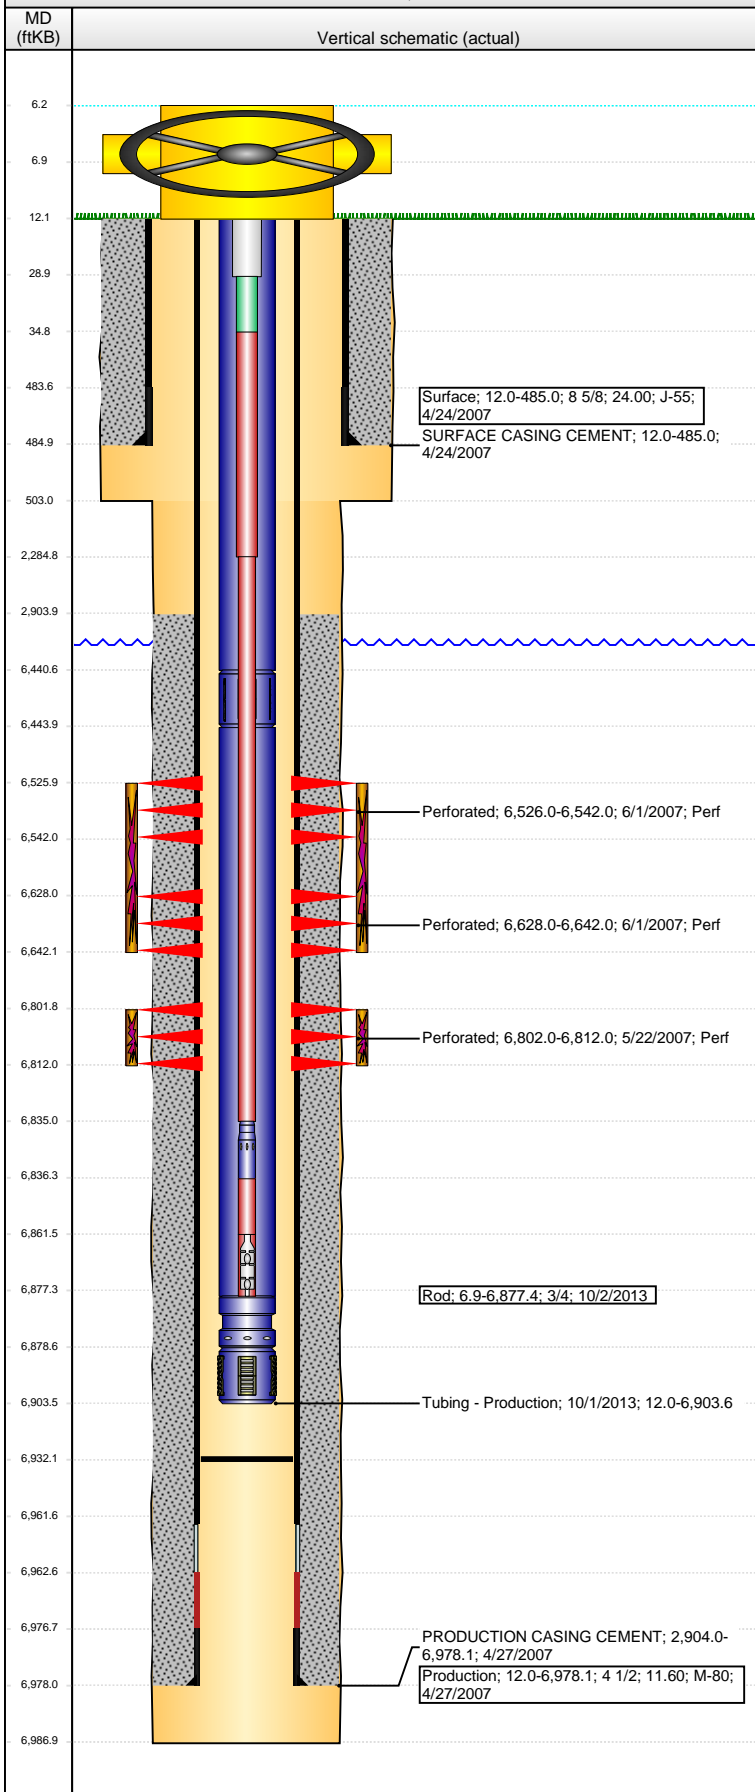 MD
(ftKB)
Vertical schematic (actual)
6.2
6.9
12.1
28.9
34.8
483.6
Surface; 12.0-485.0; 8 5/8; 24.00; J-55;
4/24/2007
484.9
SURFACE CASING CEMENT; 12.0-485.0;
4/24/2007
503.0
2,284.8
2,903.9
6,440.6
6,443.9
6,525.9
Perforated; 6,526.0-6,542.0; 6/1/2007; Perf
6,542.0
6,628.0
Perforated; 6,628.0-6,642.0; 6/1/2007; Perf
6,642.1
6,801.8
Perforated; 6,802.0-6,812.0; 5/22/2007; Perf
6,812.0
6,835.0
6,836.3
6,861.5
6,877.3
Rod; 6.9-6,877.4; 3/4; 10/2/2013
6,878.6
6,903.5
Tubing - Production; 10/1/2013; 12.0-6,903.6
6,932.1
6,961.6
6,962.6
6,976.7
PRODUCTION CASING CEMENT; 2,904.0-
6,978.1; 4/27/2007
6,978.0
Production; 12.0-6,978.1; 4 1/2; 11.60; M-80;
4/27/2007
6,986.9